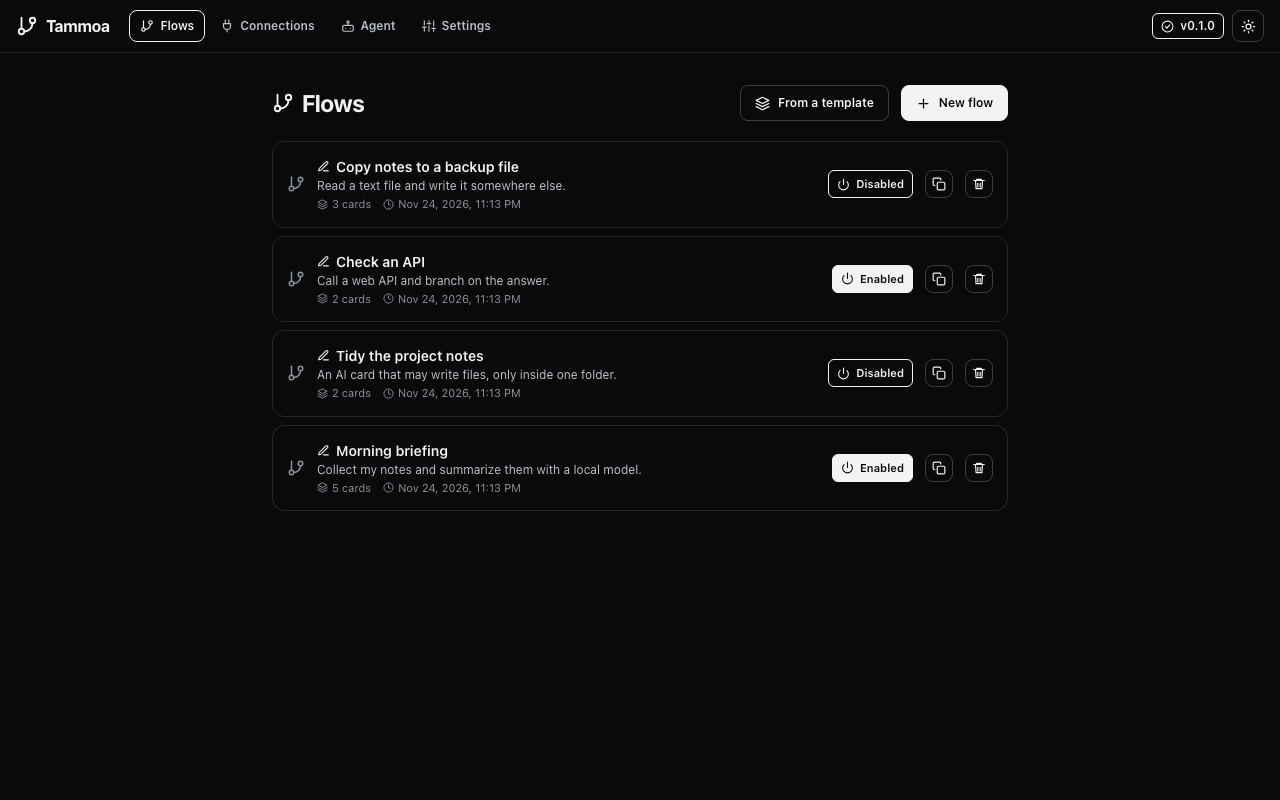 Tammoa
Flows
Connections
Agent
Settings
v0.1.0
Flows
From a template
New flow
Copy notes to a backup file
Read a text file and write it somewhere else.
3 cards
Nov 24, 2026, 11:13 PM
Disabled
Check an API
Call a web API and branch on the answer.
2 cards
Nov 24, 2026, 11:13 PM
Enabled
Tidy the project notes
An AI card that may write files, only inside one folder.
2 cards
Nov 24, 2026, 11:13 PM
Disabled
Morning briefing
Collect my notes and summarize them with a local model.
5 cards
Nov 24, 2026, 11:13 PM
Enabled